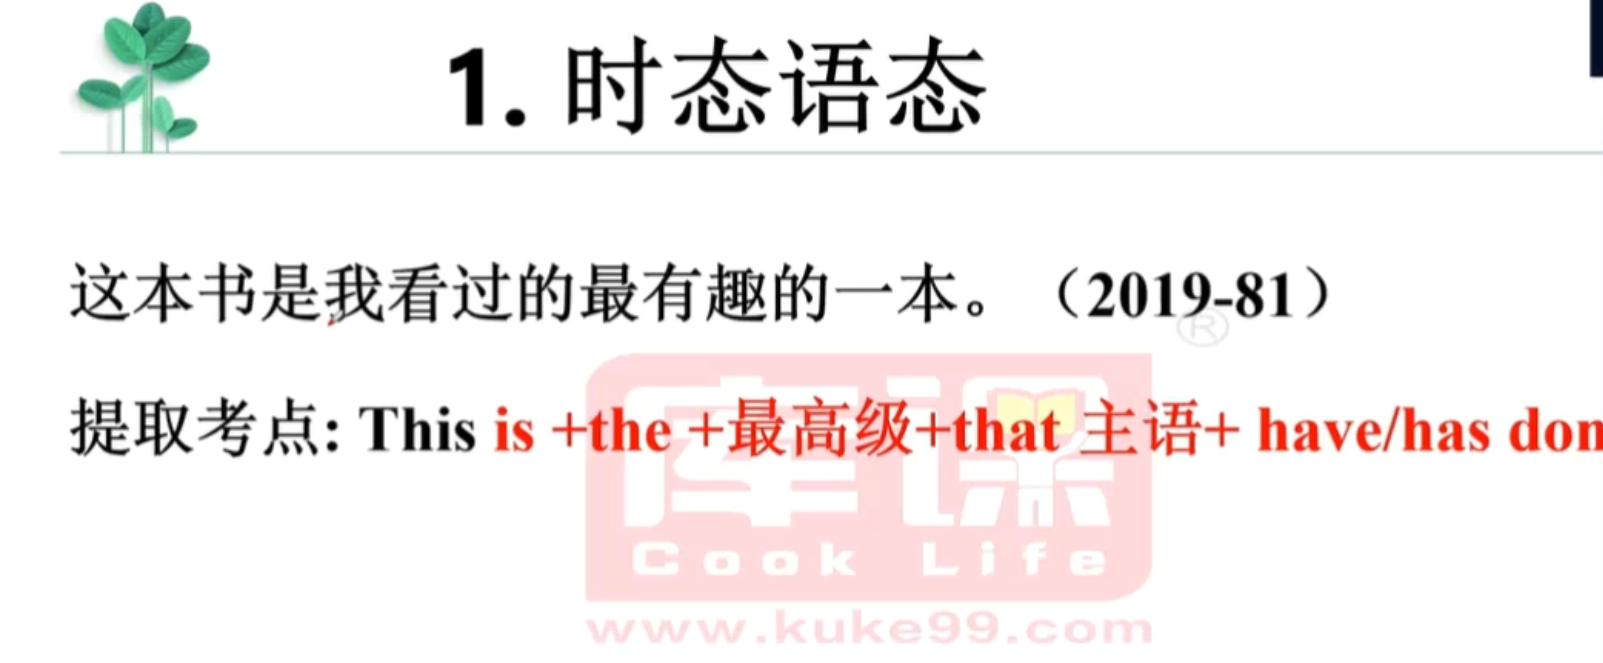 1. 时态语态
这本书是我看过的最有趣的一本。（2019-81）
®
提取考点: This is +the +最高级+that 主语+ have/has don
库课
Cook Life
www.kuke99.com